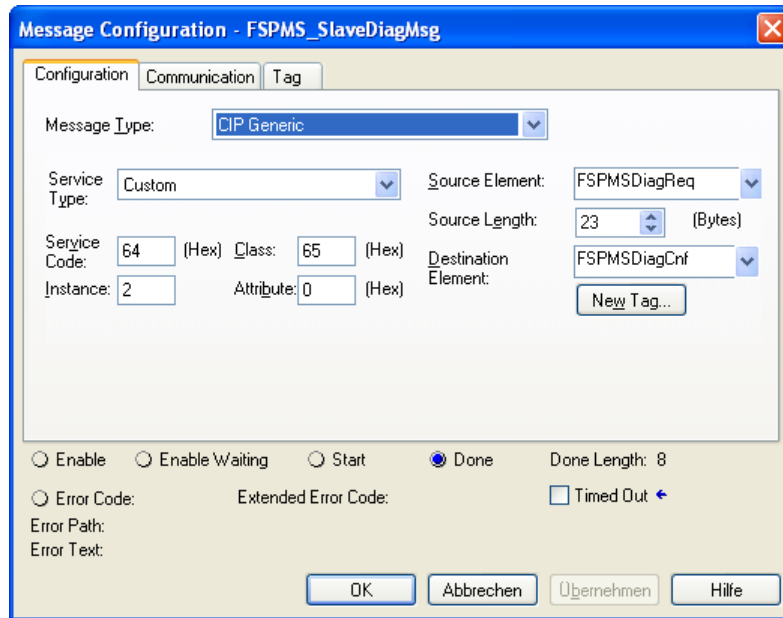 Message Configuration - FSPMS_SlaveDiagMsg
Configuration Communication Tag
Message Type: CIP Generic
Service Type: Custom
Source Element: FSPMSDiagReq
Source Length: 23 (Bytes)
Service Code: 64 (Hex) Class: 65 (Hex)
Destination Element: FSPMSDiagCnf
Instance: 2 Attribute: 0 (Hex)
New Tag...
Enable Enable Waiting Start Done Done Length: 8
Error Code: Extended Error Code: Timed Out
Error Path:
Error Text:
OK Abbrechen Übernehmen Hilfe